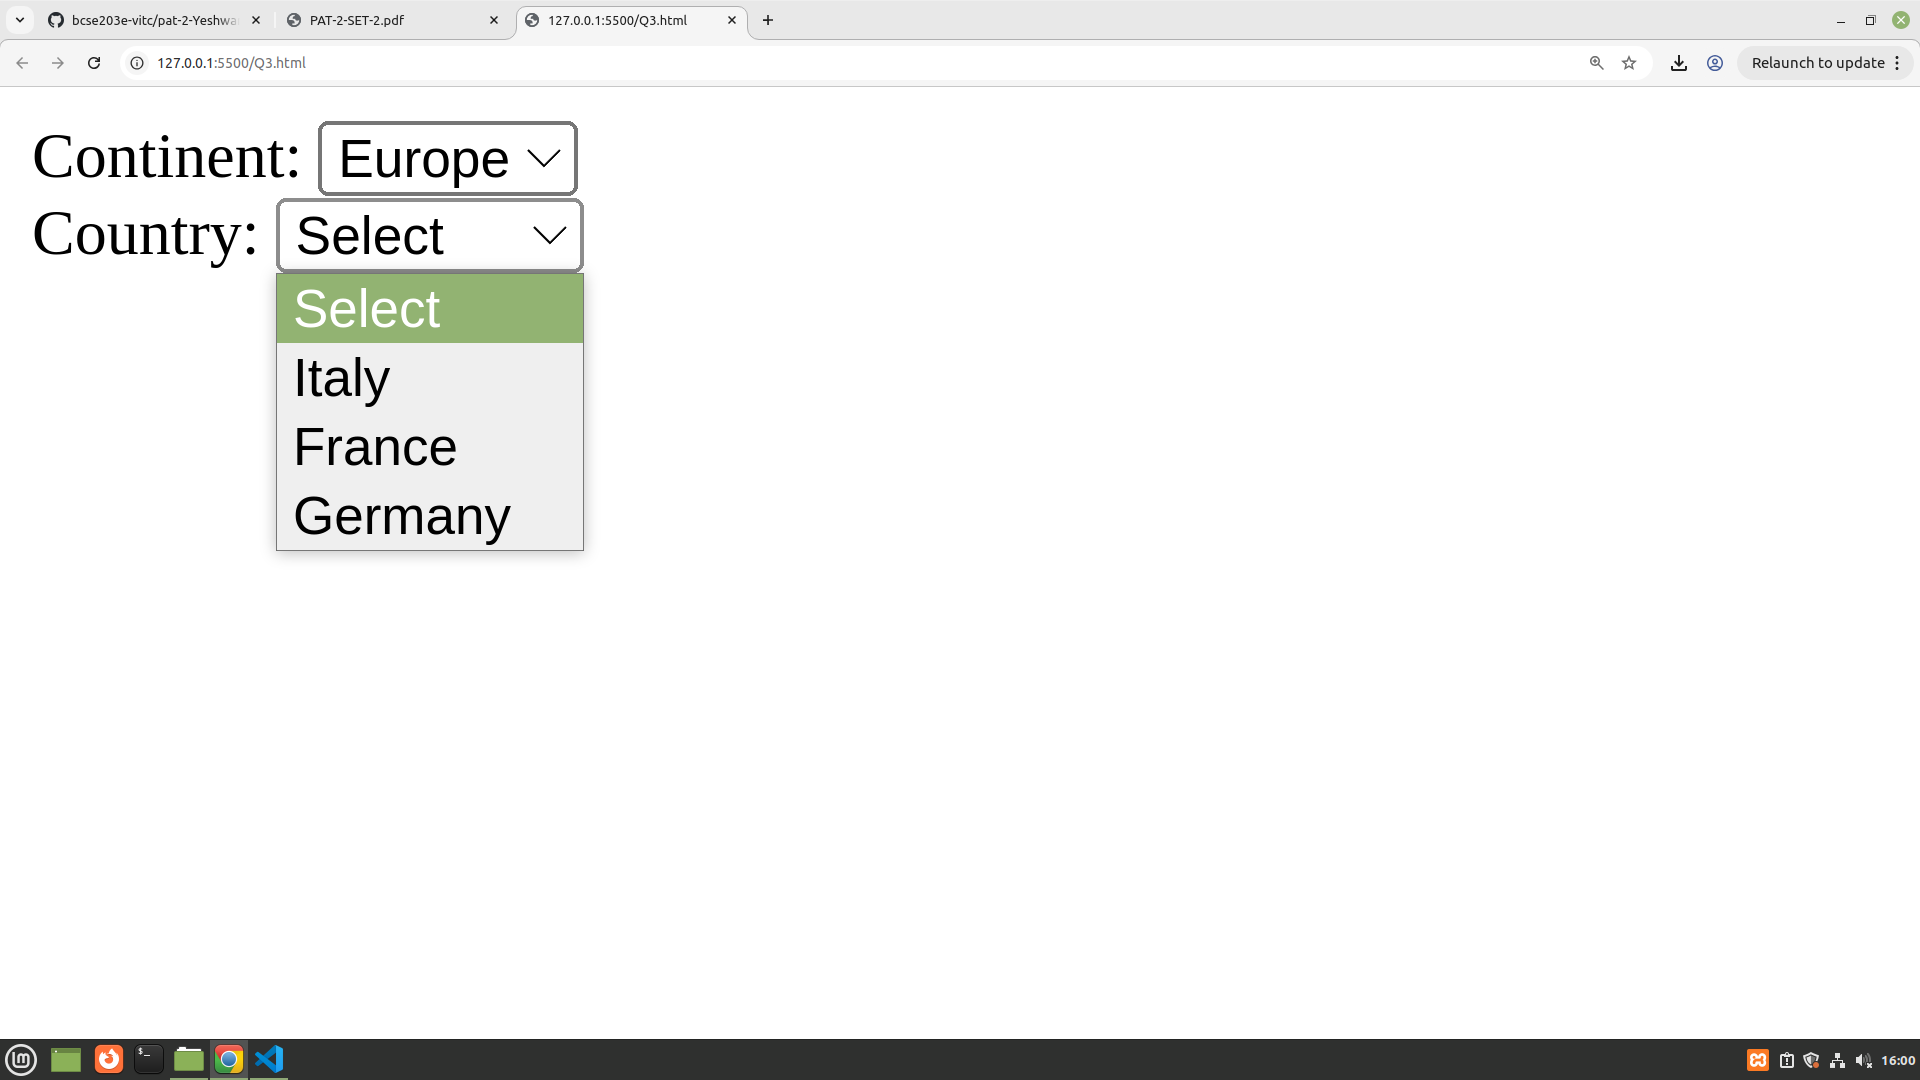 bcse203e-vitc/pat-2-Yeshwa
PAT-2-SET-2.pdf
127.0.0.1:5500/Q3.html
127.0.0.1:5500/Q3.html
Relaunch to update
Continent: Europe
Country: Select
Select
Italy
France
Germany
16:00